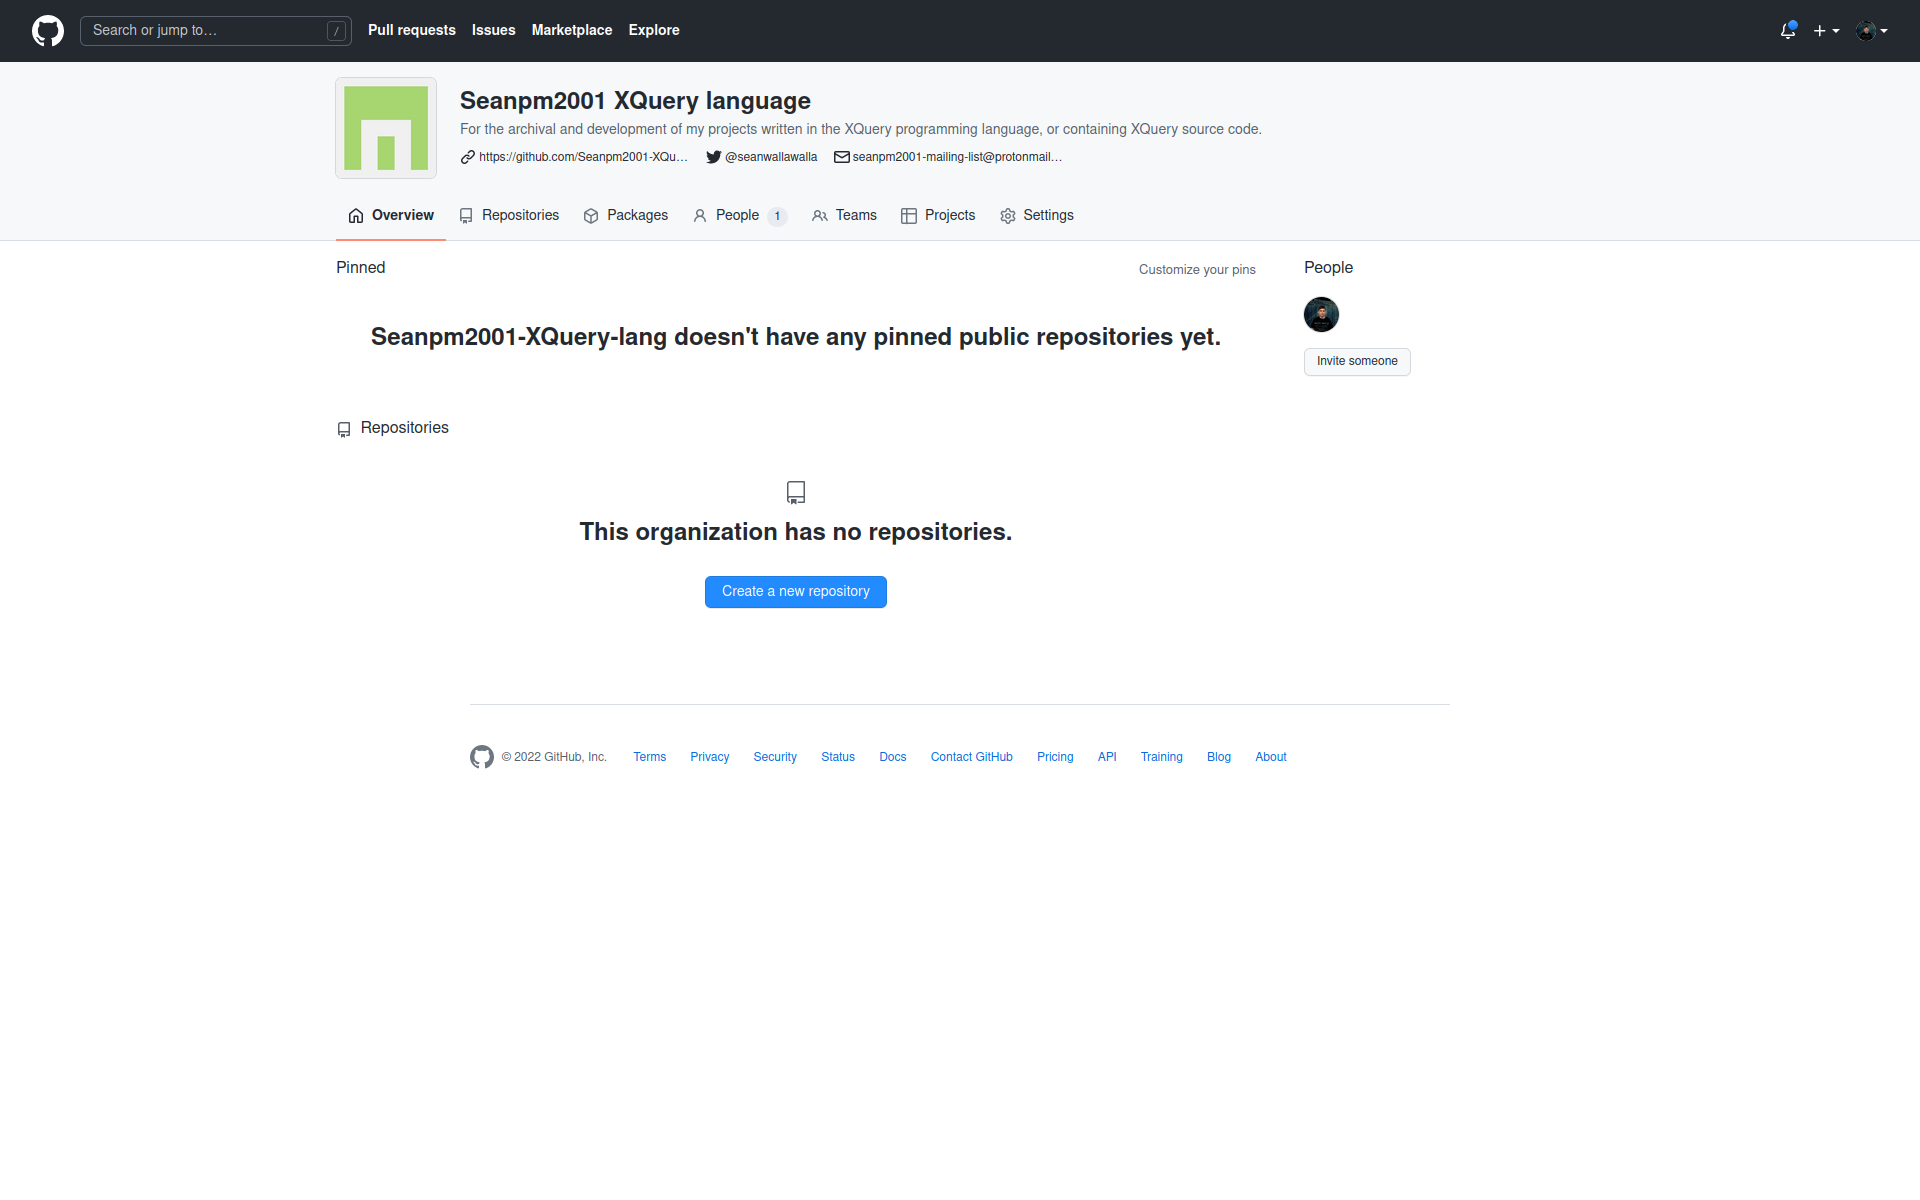 Search or jump to… /
Pull requests Issues Marketplace Explore
Seanpm2001 XQuery language
For the archival and development of my projects written in the XQuery programming language, or containing XQuery source code.
https://github.com/Seanpm2001-XQu… @seanwallawalla seanpm2001-mailing-list@protonmail…
Overview Repositories Packages People 1 Teams Projects Settings
Pinned Customize your pins
Seanpm2001-XQuery-lang doesn't have any pinned public repositories yet.
People
Invite someone
Repositories
This organization has no repositories.
Create a new repository
© 2022 GitHub, Inc. Terms Privacy Security Status Docs Contact GitHub Pricing API Training Blog About